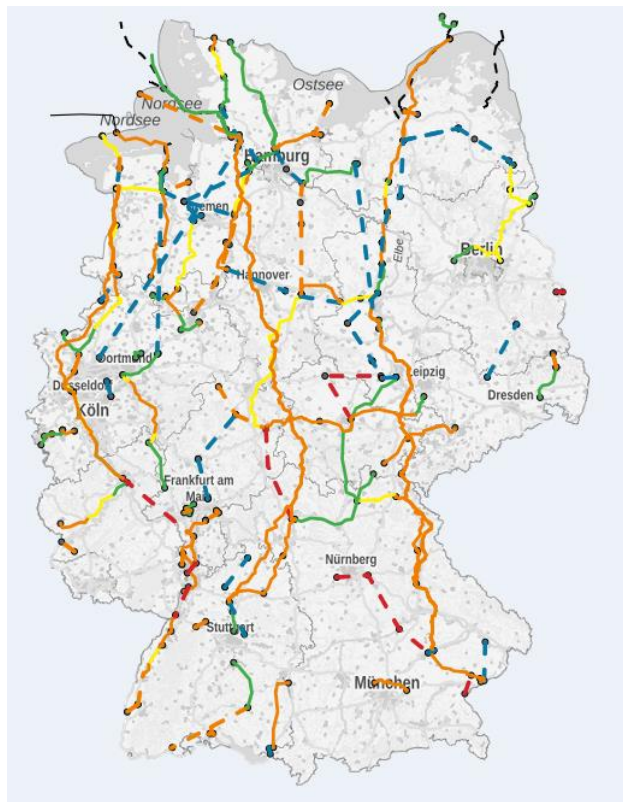 Ostsee
Nordsee
Nordsee
Hamburg
Bremen
Elbe
Berlin
Hannover
Dortmund
Leipzig
Düsseldorf
Dresden
Köln
Frankfurt am
Main
Nürnberg
Stuttgart
München